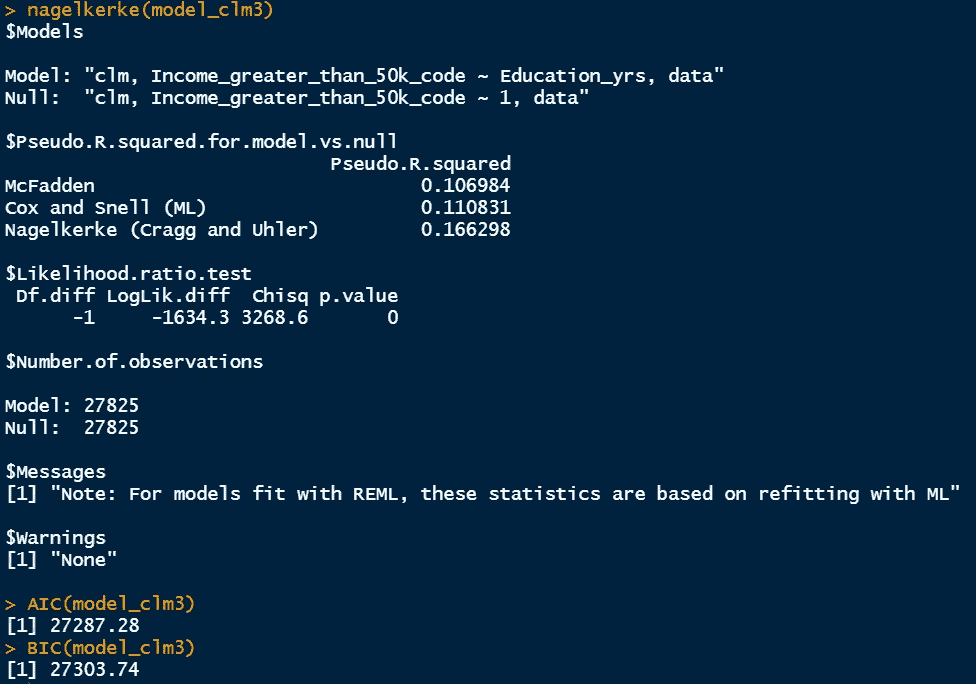 > nagelkerke(model_clm3)
$Models

Model: "clm, Income_greater_than_50k_code ~ Education_yrs, data"
Null:  "clm, Income_greater_than_50k_code ~ 1, data"

$Pseudo.R.squared.for.model.vs.null
                             Pseudo.R.squared
McFadden                             0.106984
Cox and Snell (ML)                   0.110831
Nagelkerke (Cragg and Uhler)         0.166298

$Likelihood.ratio.test
 Df.diff LogLik.diff  Chisq p.value
      -1     -1634.3 3268.6       0

$Number.of.observations

Model: 27825
Null:  27825

$Messages
[1] "Note: For models fit with REML, these statistics are based on refitting with ML"

$Warnings
[1] "None"

> AIC(model_clm3)
[1] 27287.28
> BIC(model_clm3)
[1] 27303.74